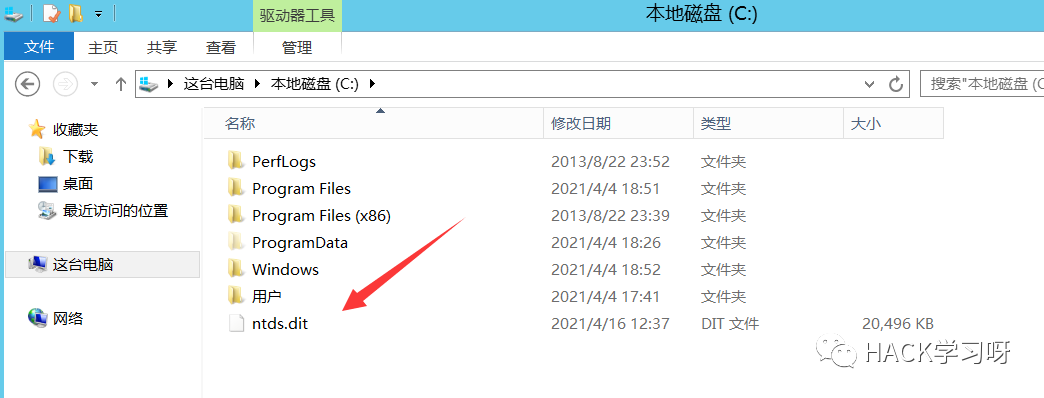 驱动器工具
本地磁盘 (C:)
文件 主页 共享 查看 管理
这台电脑 本地磁盘 (C:) 搜索"本地磁盘 (C
收藏夹
下载
桌面
最近访问的位置
这台电脑
网络
名称 修改日期 类型 大小
PerfLogs 2013/8/22 23:52 文件夹
Program Files 2021/4/4 18:51 文件夹
Program Files (x86) 2013/8/22 23:39 文件夹
ProgramData 2021/4/4 18:26 文件夹
Windows 2021/4/4 18:52 文件夹
用户 2021/4/4 17:41 文件夹
ntds.dit 2021/4/16 12:37 DIT 文件 20,496 KB
HACK学习呀